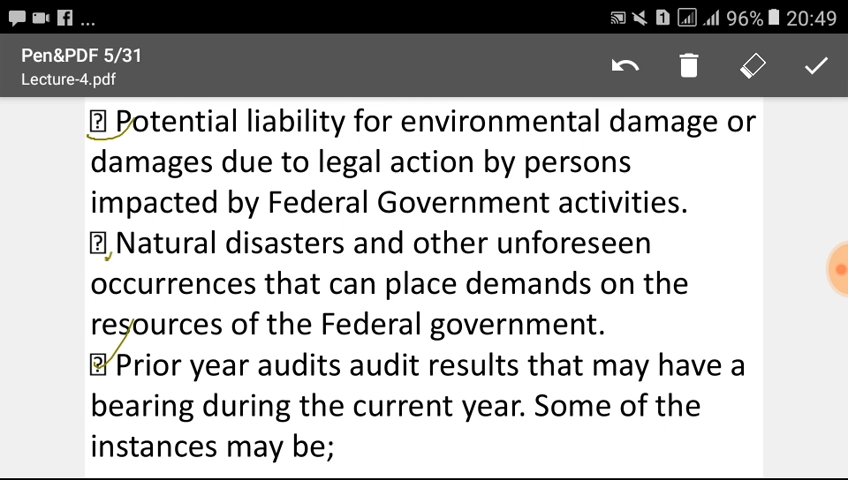 ... 96% 20:49
Pen&PDF 5/31
Lecture-4.pdf
Potential liability for environmental damage or
damages due to legal action by persons
impacted by Federal Government activities.
Natural disasters and other unforeseen
occurrences that can place demands on the
resources of the Federal government.
Prior year audits audit results that may have a
bearing during the current year. Some of the
instances may be;